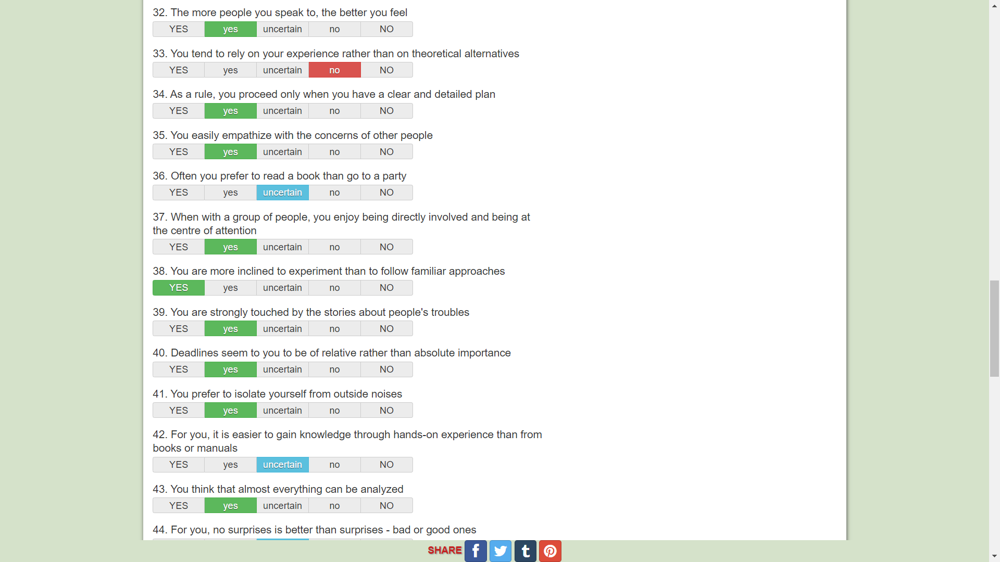 32. The more people you speak to, the better you feel
YES yes uncertain no NO
33. You tend to rely on your experience rather than on theoretical alternatives
YES yes uncertain no NO
34. As a rule, you proceed only when you have a clear and detailed plan
YES yes uncertain no NO
35. You easily empathize with the concerns of other people
YES yes uncertain no NO
36. Often you prefer to read a book than go to a party
YES yes uncertain no NO
37. When with a group of people, you enjoy being directly involved and being at
the centre of attention
YES yes uncertain no NO
38. You are more inclined to experiment than to follow familiar approaches
YES yes uncertain no NO
39. You are strongly touched by the stories about people's troubles
YES yes uncertain no NO
40. Deadlines seem to you to be of relative rather than absolute importance
YES yes uncertain no NO
41. You prefer to isolate yourself from outside noises
YES yes uncertain no NO
42. For you, it is easier to gain knowledge through hands-on experience than from
books or manuals
YES yes uncertain no NO
43. You think that almost everything can be analyzed
YES yes uncertain no NO
44. For you, no surprises is better than surprises - bad or good ones
SHARE